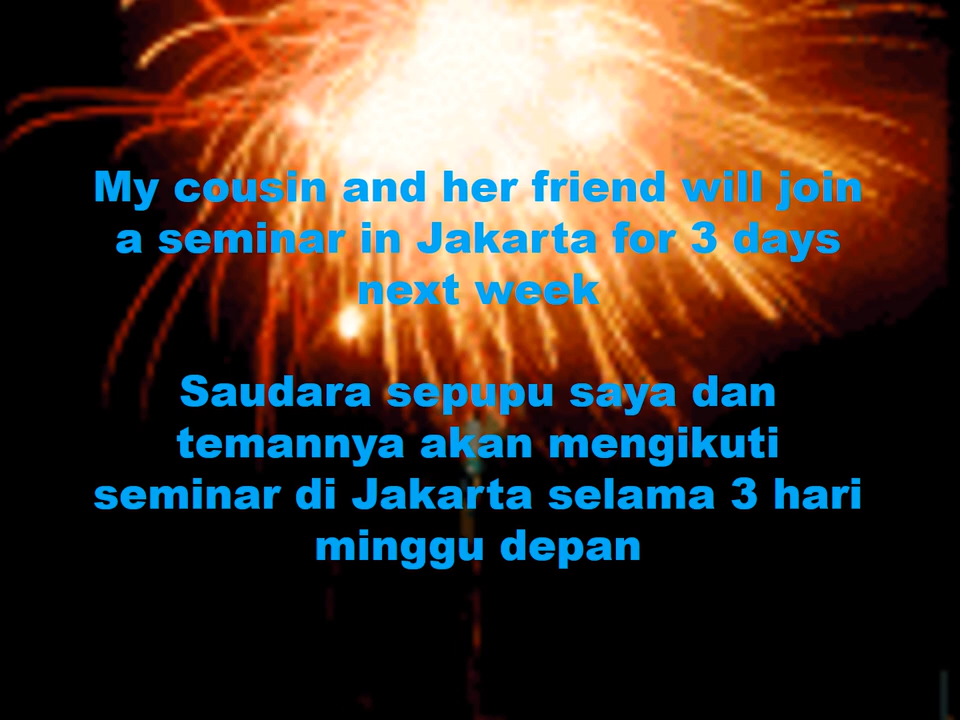 My cousin and her friend will join
a seminar in Jakarta for 3 days
next week
Saudara sepupu saya dan
temannya akan mengikuti
seminar di Jakarta selama 3 hari
minggu depan